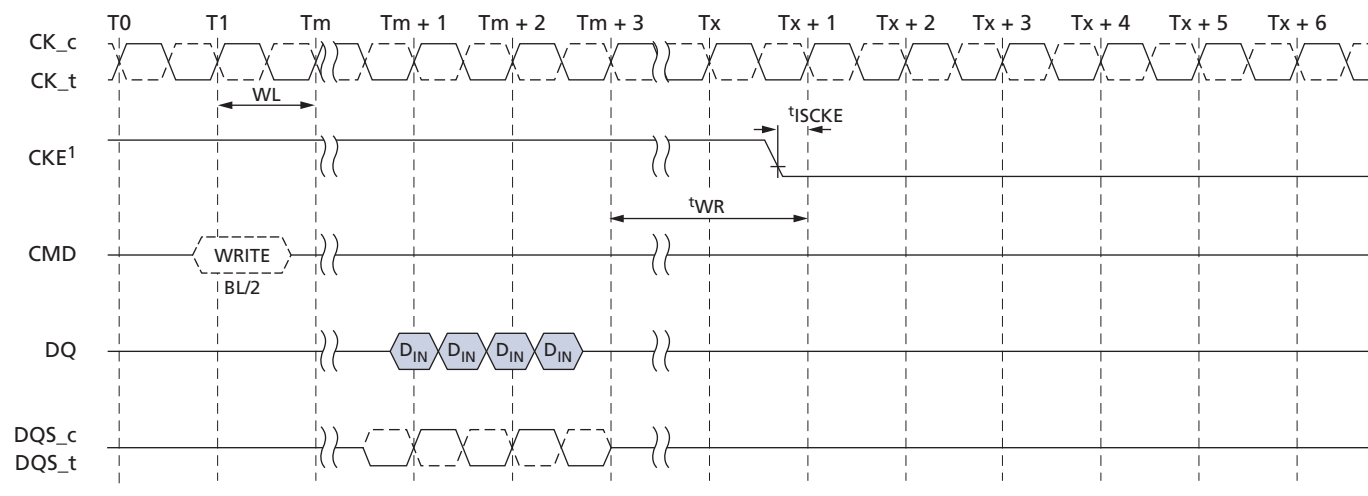 T0 T1 Tm Tm + 1 Tm + 2 Tm + 3 Tx Tx + 1 Tx + 2 Tx + 3 Tx + 4 Tx + 5 Tx + 6
CK_c
CK_t
WL
tISCKE
CKE1
tWR
CMD WRITE
BL/2
DQ DIN DIN DIN DIN
DQS_c
DQS_t